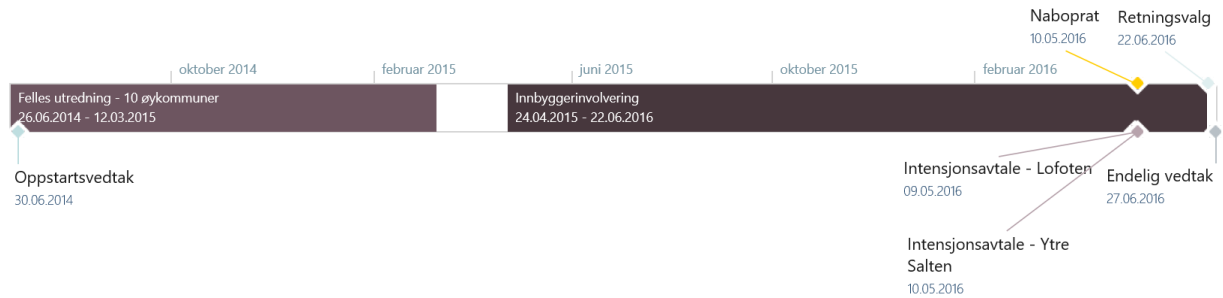 Naboprat
10.05.2016
Retningsvalg
22.06.2016
oktober 2014
februar 2015
juni 2015
oktober 2015
februar 2016
Felles utredning - 10 øykommuner
26.06.2014 - 12.03.2015
Innbyggerinvolvering
24.04.2015 - 22.06.2016
Oppstartsvedtak
30.06.2014
Intensjonsavtale - Lofoten
09.05.2016
Endelig vedtak
27.06.2016
Intensjonsavtale - Ytre
Salten
10.05.2016